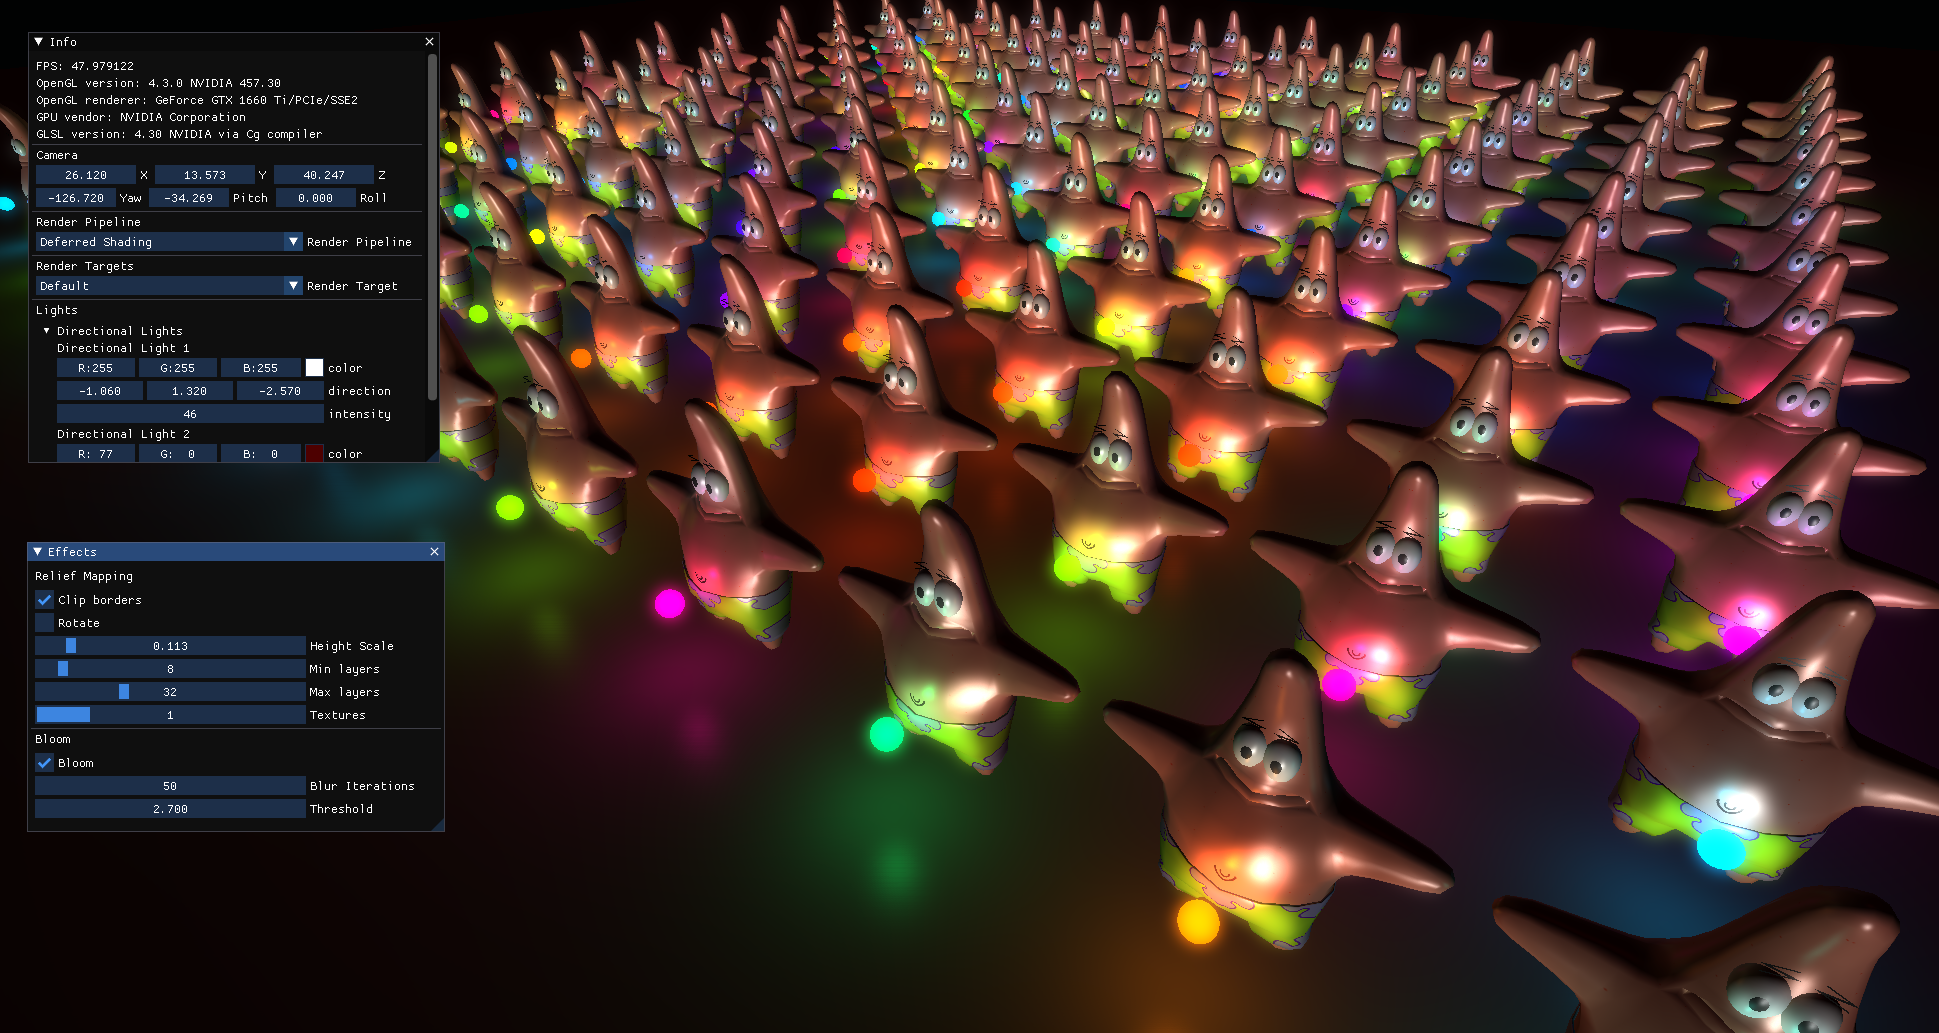 Info
FPS: 47.979122
OpenGL version: 4.3.0 NVIDIA 457.30
OpenGL renderer: GeForce GTX 1660 Ti/PCIe/SSE2
GPU vendor: NVIDIA Corporation
GLSL version: 4.30 NVIDIA via Cg compiler
Camera
26.120 X 13.573 Y 40.247 Z
-126.720 Yaw -34.269 Pitch 0.000 Roll
Render Pipeline
Deferred Shading Render Pipeline
Render Targets
Default Render Target
Lights
Directional Lights
Directional Light 1
R:255 G:255 B:255 color
-1.060 1.320 -2.570 direction
46 intensity
Directional Light 2
R: 77 G: 0 B: 0 color
Effects
Relief Mapping
Clip borders
Rotate
0.113 Height Scale
8 Min layers
32 Max layers
1 Textures
Bloom
Bloom
50 Blur Iterations
2.700 Threshold